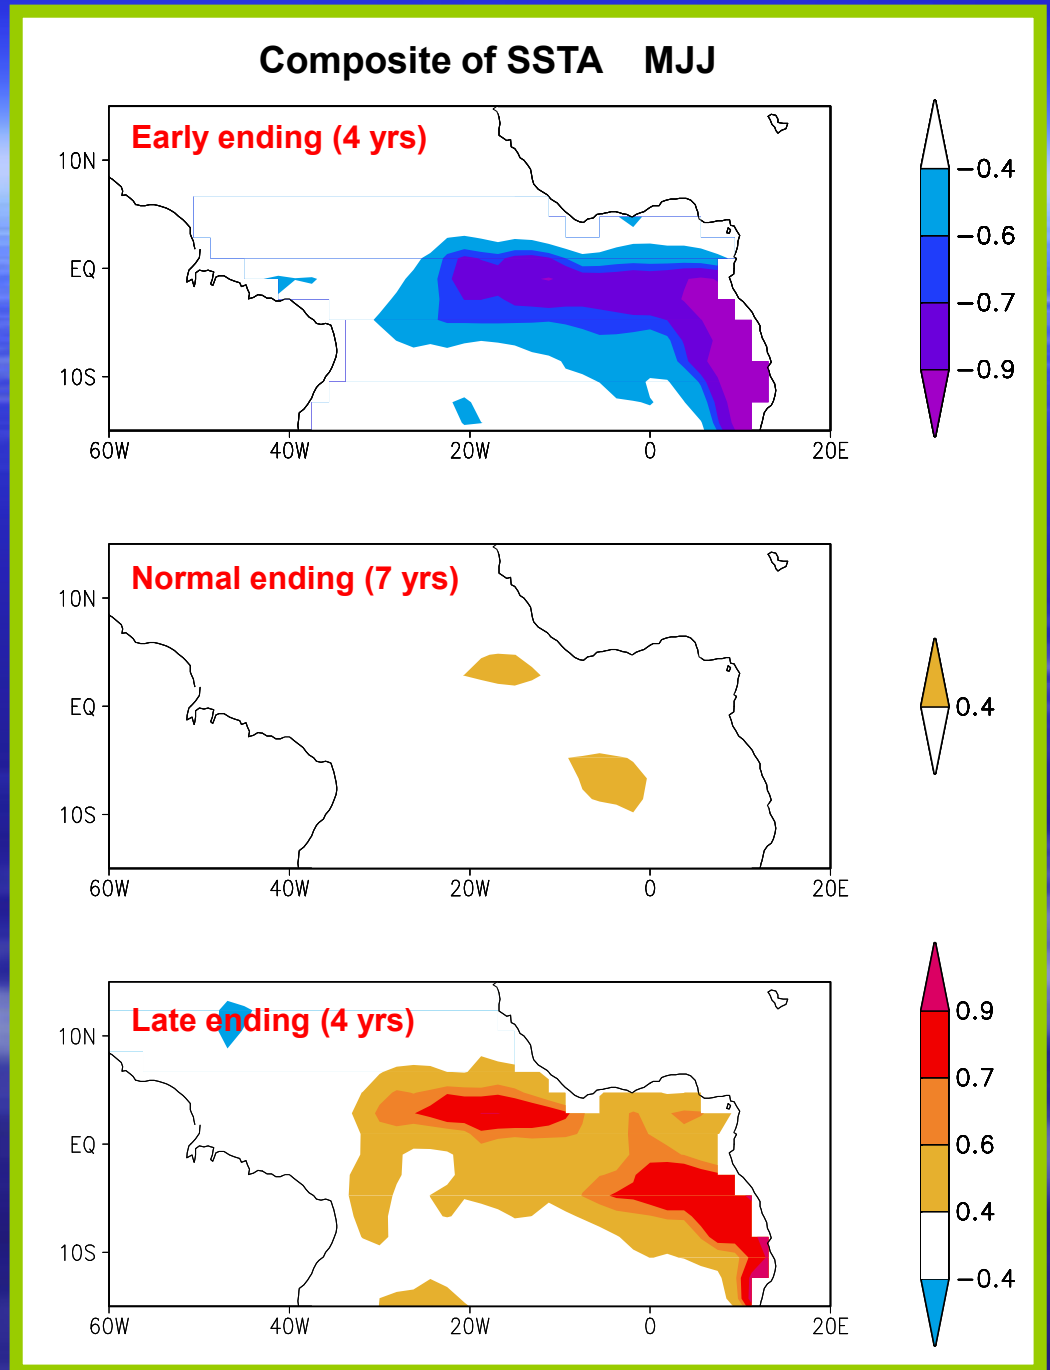 Composite of SSTA MJJ
Early ending (4 yrs)
10N
EQ
10S
60W 40W 20W 0 20E
−0.4
−0.6
−0.7
−0.9
Normal ending (7 yrs)
10N
EQ
10S
60W 40W 20W 0 20E
0.4
Late ending (4 yrs)
10N
EQ
10S
60W 40W 20W 0 20E
0.9
0.7
0.6
0.4
−0.4